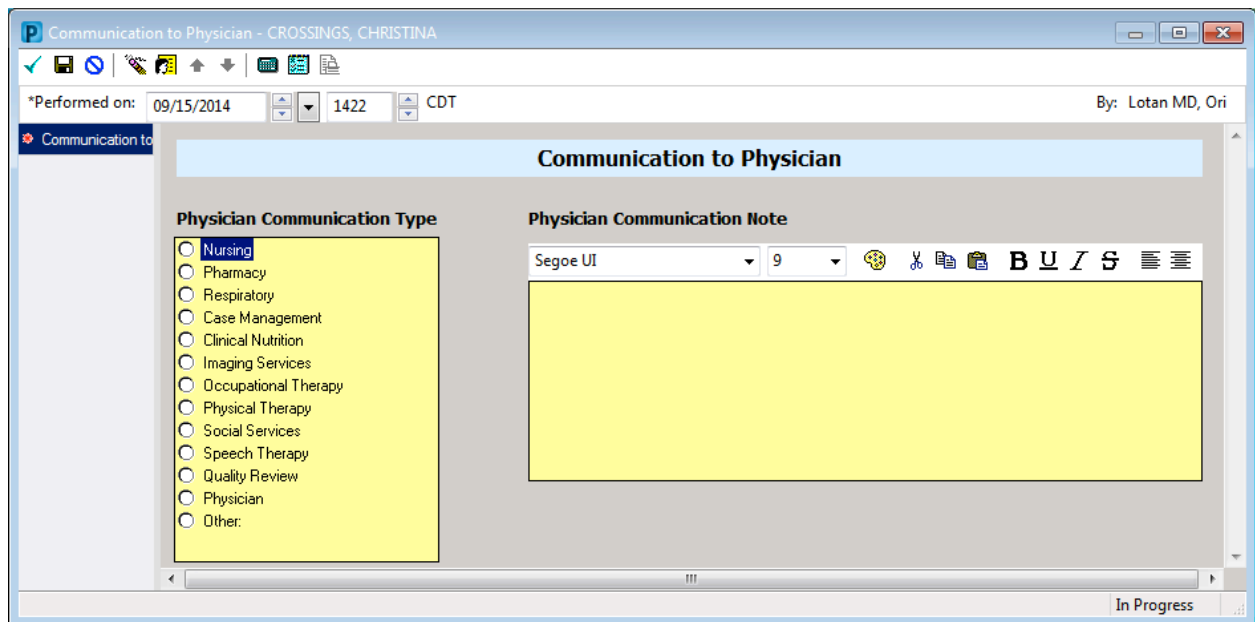 P Communication to Physician - CROSSINGS, CHRISTINA
*Performed on: 09/15/2014 1422 CDT By: Lotan MD, Ori
Communication to
Communication to Physician
Physician Communication Type
Nursing
Pharmacy
Respiratory
Case Management
Clinical Nutrition
Imaging Services
Occupational Therapy
Physical Therapy
Social Services
Speech Therapy
Quality Review
Physician
Other:
Physician Communication Note
Segoe UI 9 B U I S
In Progress